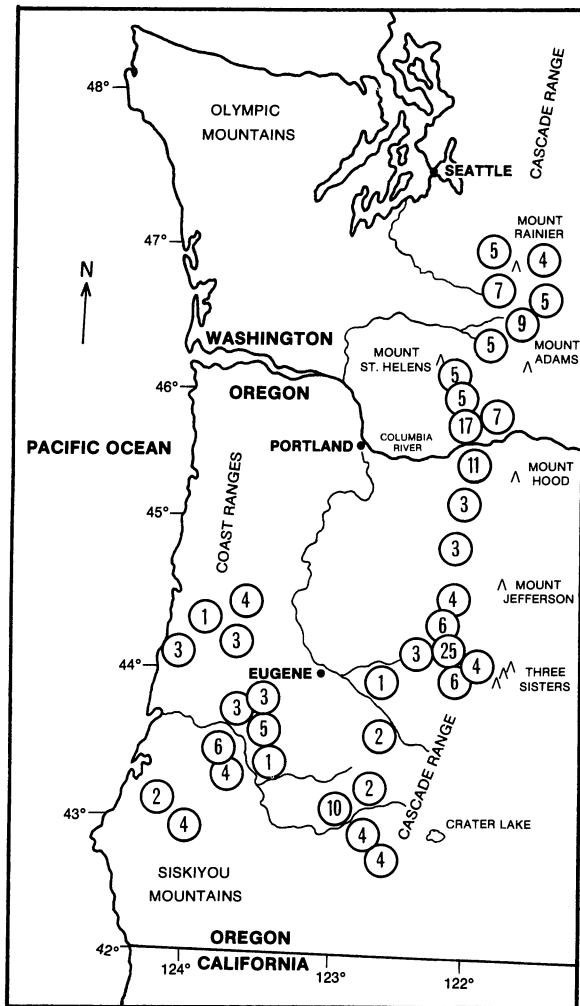 CASCADE RANGE
48°
OLYMPIC
MOUNTAINS
SEATTLE
MOUNT
RAINIER
47°
5
4
N
7
5
9
WASHINGTON
5
MOUNT
ST. HELENS
MOUNT
ADAMS
5
46°
OREGON
5
7
17
PACIFIC OCEAN
PORTLAND
COLUMBIA
RIVER
11
MOUNT
HOOD
3
45°
COAST RANGES
3
MOUNT
JEFFERSON
4
4
1
6
3
3
3
25
44°
EUGENE
4
THREE
SISTERS
1
6
3
3
5
2
6
1
4
CASCADE RANGE
2
2
43°
10
4
4
CRATER LAKE
4
SISKIYOU
MOUNTAINS
42°
OREGON
CALIFORNIA
124°
123°
122°